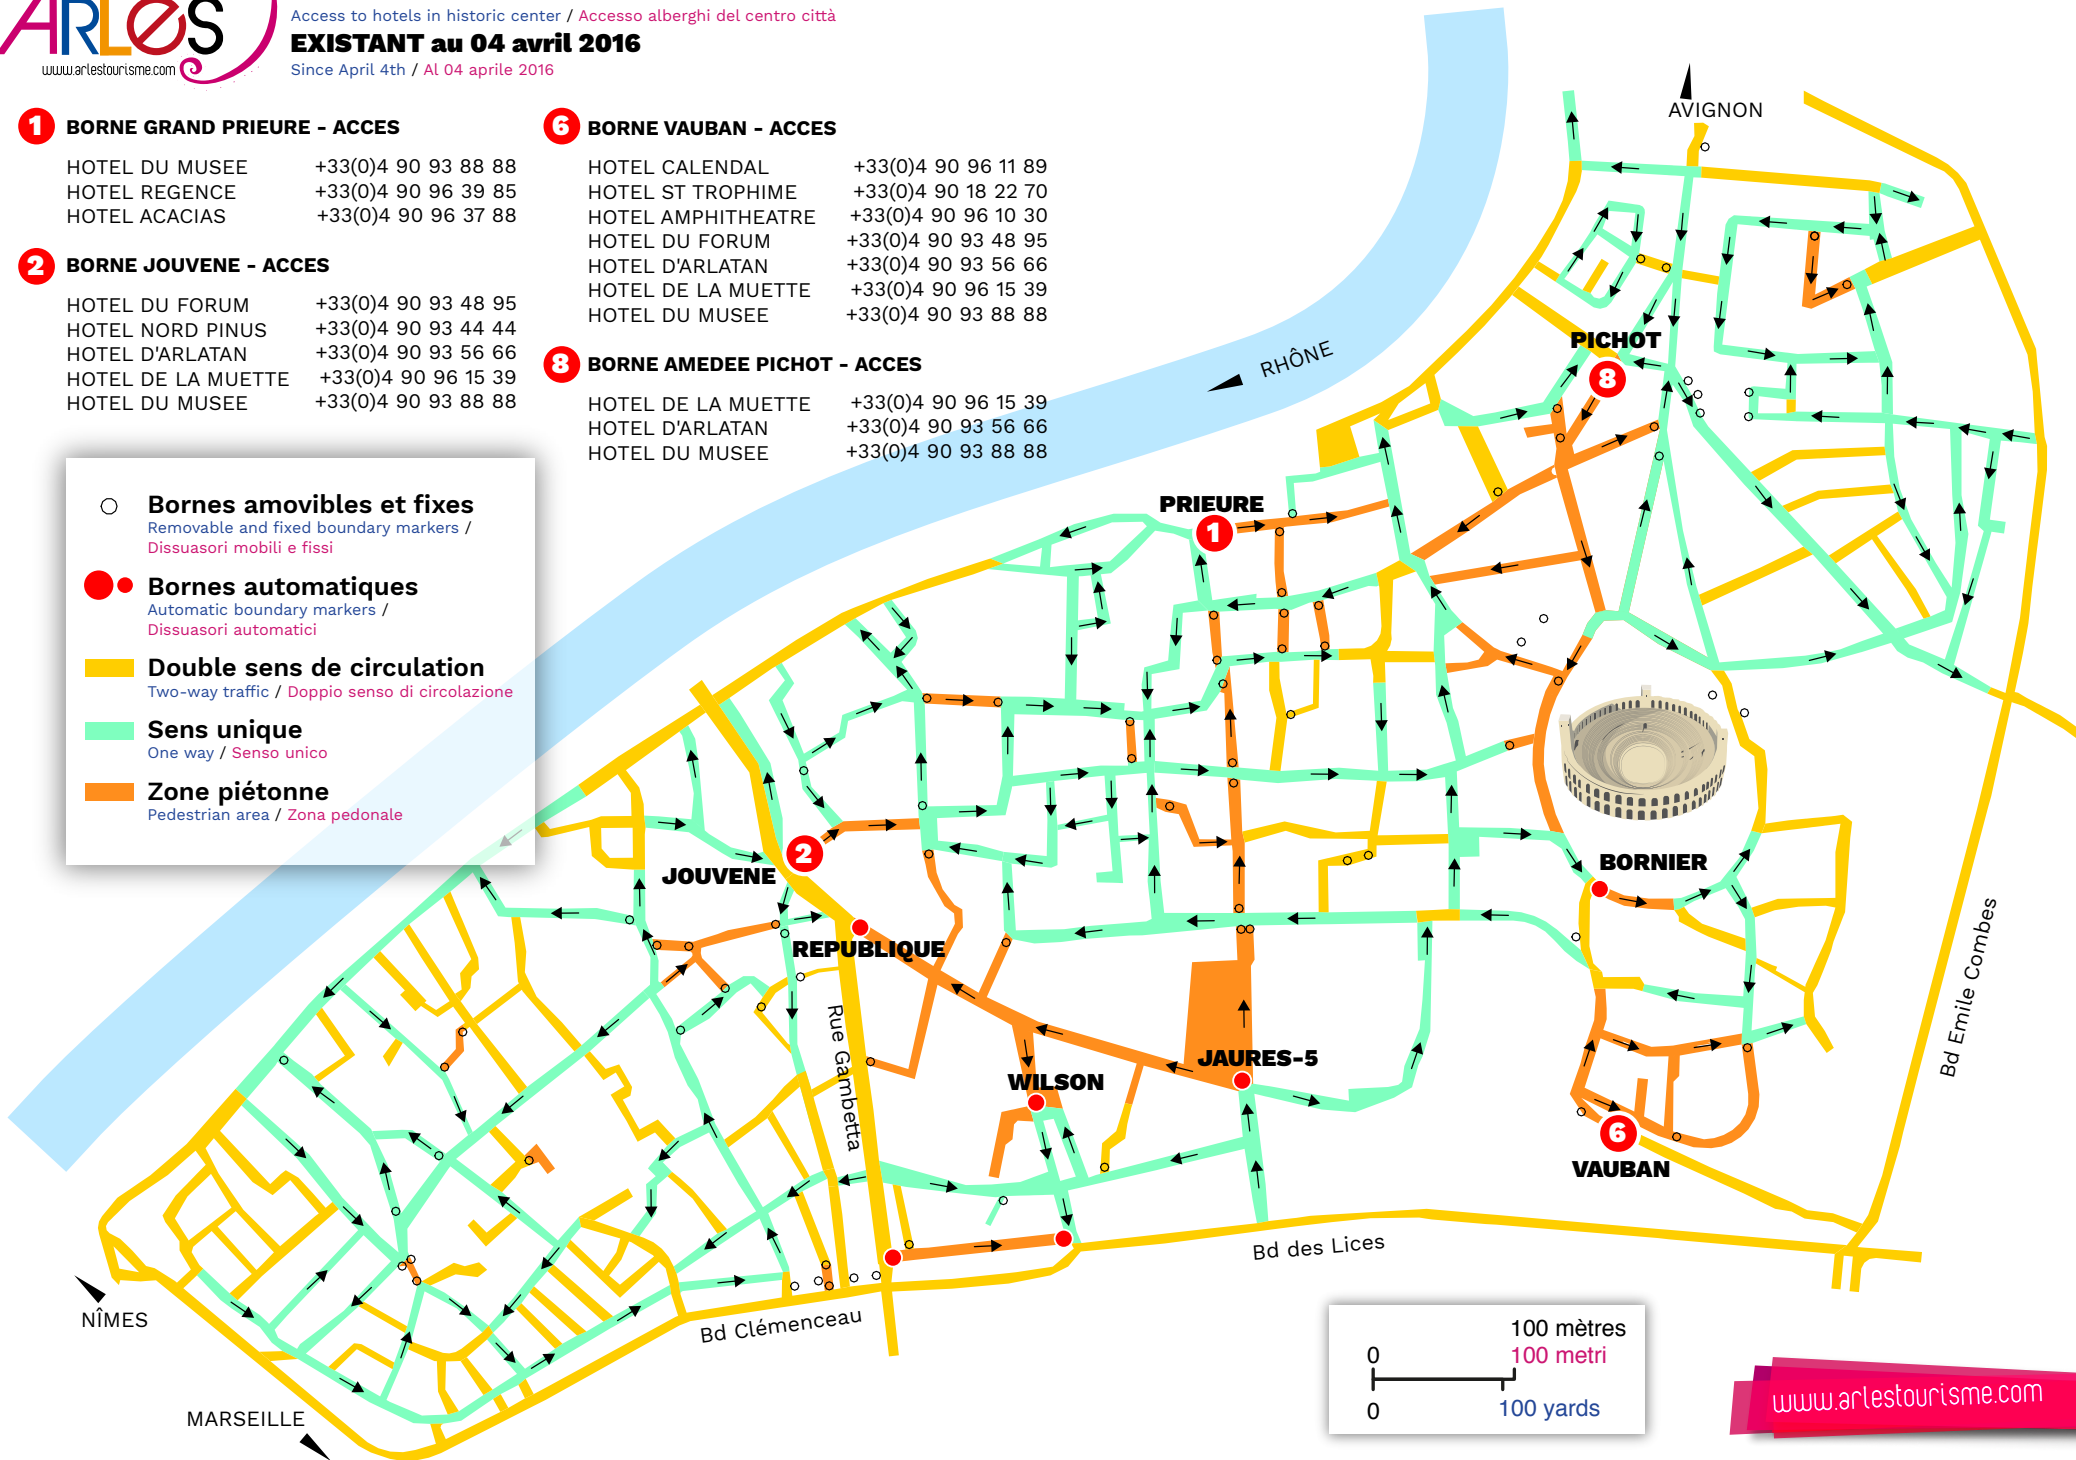 ARLES
www.arlestourisme.com
Access to hotels in historic center / Accesso alberghi del centro città
EXISTANT au 04 avril 2016
Since April 4th / Al 04 aprile 2016
1 BORNE GRAND PRIEURE - ACCES
HOTEL DU MUSEE +33(0)4 90 93 88 88
HOTEL REGENCE +33(0)4 90 96 39 85
HOTEL ACACIAS +33(0)4 90 96 37 88
2 BORNE JOUVENE - ACCES
HOTEL DU FORUM +33(0)4 90 93 48 95
HOTEL NORD PINUS +33(0)4 90 93 44 44
HOTEL D'ARLATAN +33(0)4 90 93 56 66
HOTEL DE LA MUETTE +33(0)4 90 96 15 39
HOTEL DU MUSEE +33(0)4 90 93 88 88
6 BORNE VAUBAN - ACCES
HOTEL CALENDAL +33(0)4 90 96 11 89
HOTEL ST TROPHIME +33(0)4 90 18 22 70
HOTEL AMPHITHEATRE +33(0)4 90 96 10 30
HOTEL DU FORUM +33(0)4 90 93 48 95
HOTEL D'ARLATAN +33(0)4 90 93 56 66
HOTEL DE LA MUETTE +33(0)4 90 96 15 39
HOTEL DU MUSEE +33(0)4 90 93 88 88
8 BORNE AMEDEE PICHOT - ACCES
HOTEL DE LA MUETTE +33(0)4 90 96 15 39
HOTEL D'ARLATAN +33(0)4 90 93 56 66
HOTEL DU MUSEE +33(0)4 90 93 88 88
Bornes amovibles et fixes
Removable and fixed boundary markers /
Dissuasori mobili e fissi
Bornes automatiques
Automatic boundary markers /
Dissuasori automatici
Double sens de circulation
Two-way traffic / Doppio senso di circolazione
Sens unique
One way / Senso unico
Zone piétonne
Pedestrian area / Zona pedonale
AVIGNON
RHÔNE
PICHOT
8
PRIEURE
1
2
JOUVENE
REPUBLIQUE
BORNIER
Rue Gambetta
WILSON
JAURES-5
6
VAUBAN
Bd Emile Combes
Bd des Lices
Bd Clémenceau
NÎMES
MARSEILLE
100 mètres
0 100 metri
0 100 yards
www.arlestourisme.com